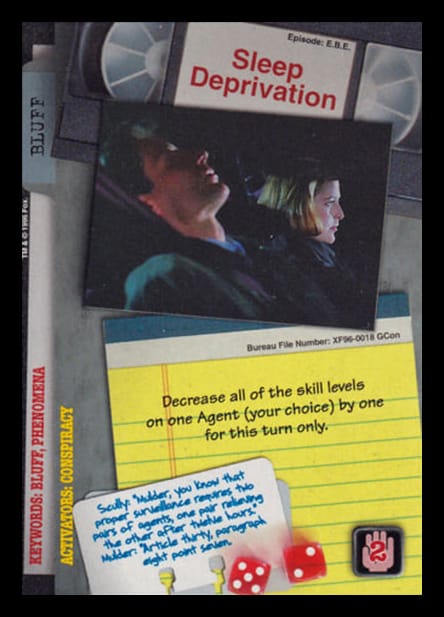 Episode: E.B.E.
Sleep
Deprivation
BLUFF
TM & © 1996 Fox.
KEYWORDS: BLUFF, PHENOMENA
ACTIVATORS: CONSPIRACY
Bureau File Number: XF96-0018 GCon
Decrease all of the skill levels
on one Agent (your choice) by one
for this turn only.
Scully: "Mulder, you know that
proper surveillance requires two
pairs of agents, one pair relieving
the other after twelve hours."
Mulder: "Article thirty, paragraph
eight point seven.
2